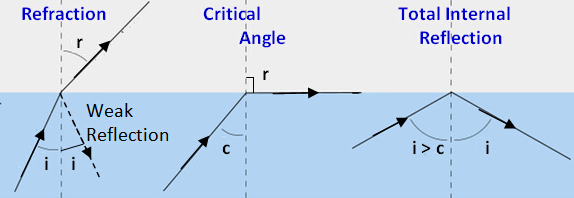 Refraction
r
Weak
Reflection
i
i
Critical
Angle
r
c
Total Internal
Reflection
i > c
i